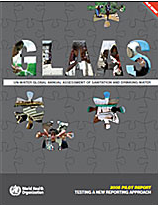 GLAAS
UN-WATER GLOBAL ANNUAL ASSESSMENT OF SANITATION AND DRINKING-WATER
2008 PILOT REPORT
TESTING A NEW REPORTING APPROACH
World Health
Organization